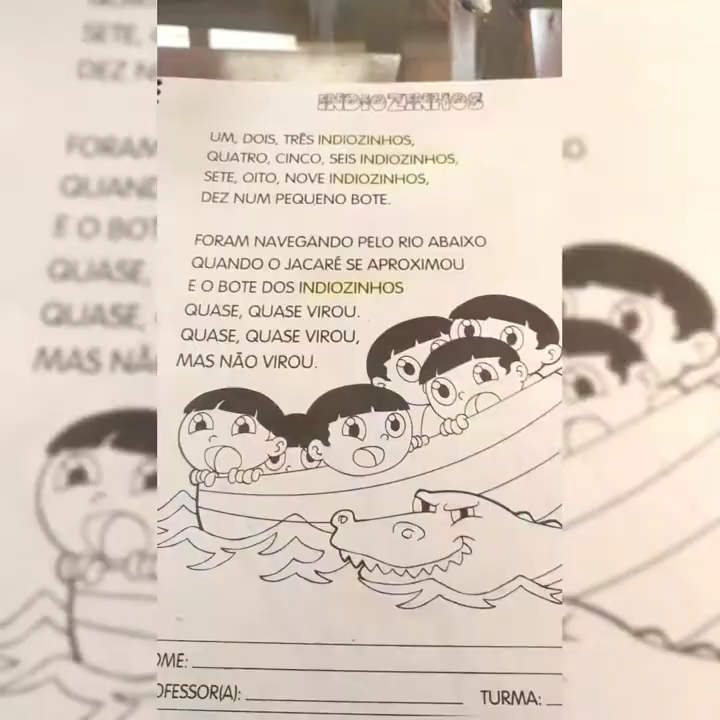 INDIOZINHOS
UM, DOIS, TRÊS INDIOZINHOS,
QUATRO, CINCO, SEIS INDIOZINHOS,
SETE, OITO, NOVE INDIOZINHOS,
DEZ NUM PEQUENO BOTE.
FORAM NAVEGANDO PELO RIO ABAIXO
QUANDO O JACARÉ SE APROXIMOU
E O BOTE DOS INDIOZINHOS
QUASE, QUASE VIROU.
QUASE, QUASE VIROU,
MAS NÃO VIROU.
OME:
OFESSOR(A): TURMA: